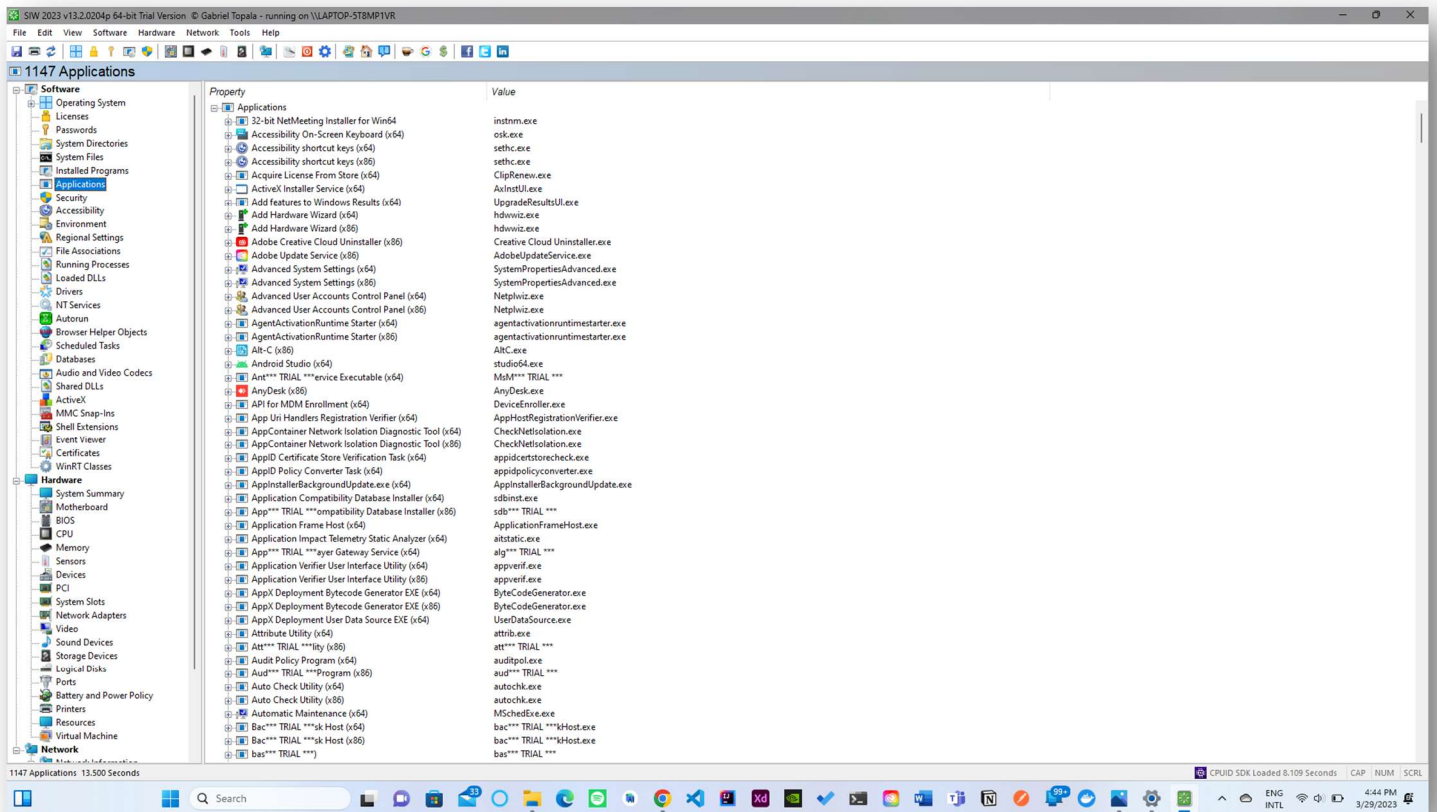 SIW 2023 v13.2.0204p 64-bit Trial Version © Gabriel Topala - running on \\LAPTOP-5T8MP1VR
File Edit View Software Hardware Network Tools Help
1147 Applications
Software
Operating System
Licenses
Passwords
System Directories
System Files
Installed Programs
Applications
Security
Accessibility
Environment
Regional Settings
File Associations
Running Processes
Loaded DLLs
Drivers
NT Services
Autorun
Browser Helper Objects
Scheduled Tasks
Databases
Audio and Video Codecs
Shared DLLs
ActiveX
MMC Snap-Ins
Shell Extensions
Event Viewer
Certificates
WinRT Classes
Hardware
System Summary
Motherboard
BIOS
CPU
Memory
Sensors
Devices
PCI
System Slots
Network Adapters
Video
Sound Devices
Storage Devices
Logical Disks
Ports
Battery and Power Policy
Printers
Resources
Virtual Machine
Network
Network Information
Property Value
Applications
32-bit NetMeeting Installer for Win64 instnm.exe
Accessibility On-Screen Keyboard (x64) osk.exe
Accessibility shortcut keys (x64) sethc.exe
Accessibility shortcut keys (x86) sethc.exe
Acquire License From Store (x64) ClipRenew.exe
ActiveX Installer Service (x64) AxInstUI.exe
Add features to Windows Results (x64) UpgradeResultsUI.exe
Add Hardware Wizard (x64) hdwwiz.exe
Add Hardware Wizard (x86) hdwwiz.exe
Adobe Creative Cloud Uninstaller (x86) Creative Cloud Uninstaller.exe
Adobe Update Service (x86) AdobeUpdateService.exe
Advanced System Settings (x64) SystemPropertiesAdvanced.exe
Advanced System Settings (x86) SystemPropertiesAdvanced.exe
Advanced User Accounts Control Panel (x64) Netplwiz.exe
Advanced User Accounts Control Panel (x86) Netplwiz.exe
AgentActivationRuntime Starter (x64) agentactivationruntimestarter.exe
AgentActivationRuntime Starter (x86) agentactivationruntimestarter.exe
Alt-C (x86) AltC.exe
Android Studio (x64) studio64.exe
Ant*** TRIAL ***ervice Executable (x64) MsM*** TRIAL ***
AnyDesk (x86) AnyDesk.exe
API for MDM Enrollment (x64) DeviceEnroller.exe
App Uri Handlers Registration Verifier (x64) AppHostRegistrationVerifier.exe
AppContainer Network Isolation Diagnostic Tool (x64) CheckNetIsolation.exe
AppContainer Network Isolation Diagnostic Tool (x86) CheckNetIsolation.exe
AppID Certificate Store Verification Task (x64) appidcertstorecheck.exe
AppID Policy Converter Task (x64) appidpolicyconverter.exe
AppInstallerBackgroundUpdate.exe (x64) AppInstallerBackgroundUpdate.exe
Application Compatibility Database Installer (x64) sdbinst.exe
App*** TRIAL ***ompatibility Database Installer (x86) sdb*** TRIAL ***
Application Frame Host (x64) ApplicationFrameHost.exe
Application Impact Telemetry Static Analyzer (x64) aitstatic.exe
App*** TRIAL ***ayer Gateway Service (x64) alg*** TRIAL ***
Application Verifier User Interface Utility (x64) appverif.exe
Application Verifier User Interface Utility (x86) appverif.exe
AppX Deployment Bytecode Generator EXE (x64) ByteCodeGenerator.exe
AppX Deployment Bytecode Generator EXE (x86) ByteCodeGenerator.exe
AppX Deployment User Data Source EXE (x64) UserDataSource.exe
Attribute Utility (x64) attrib.exe
Att*** TRIAL ***lity (x86) att*** TRIAL ***
Audit Policy Program (x64) auditpol.exe
Aud*** TRIAL ***Program (x86) aud*** TRIAL ***
Auto Check Utility (x64) autochk.exe
Auto Check Utility (x86) autochk.exe
Automatic Maintenance (x64) MSchedExe.exe
Bac*** TRIAL ***sk Host (x64) bac*** TRIAL ***kHost.exe
Bac*** TRIAL ***sk Host (x86) bac*** TRIAL ***kHost.exe
bas*** TRIAL ***) bas*** TRIAL ***
1147 Applications 13.500 Seconds
CPUID SDK Loaded 8.109 Seconds CAP NUM SCRL
Search
33
Xd
99+
ENG
INTL
4:44 PM
3/29/2023